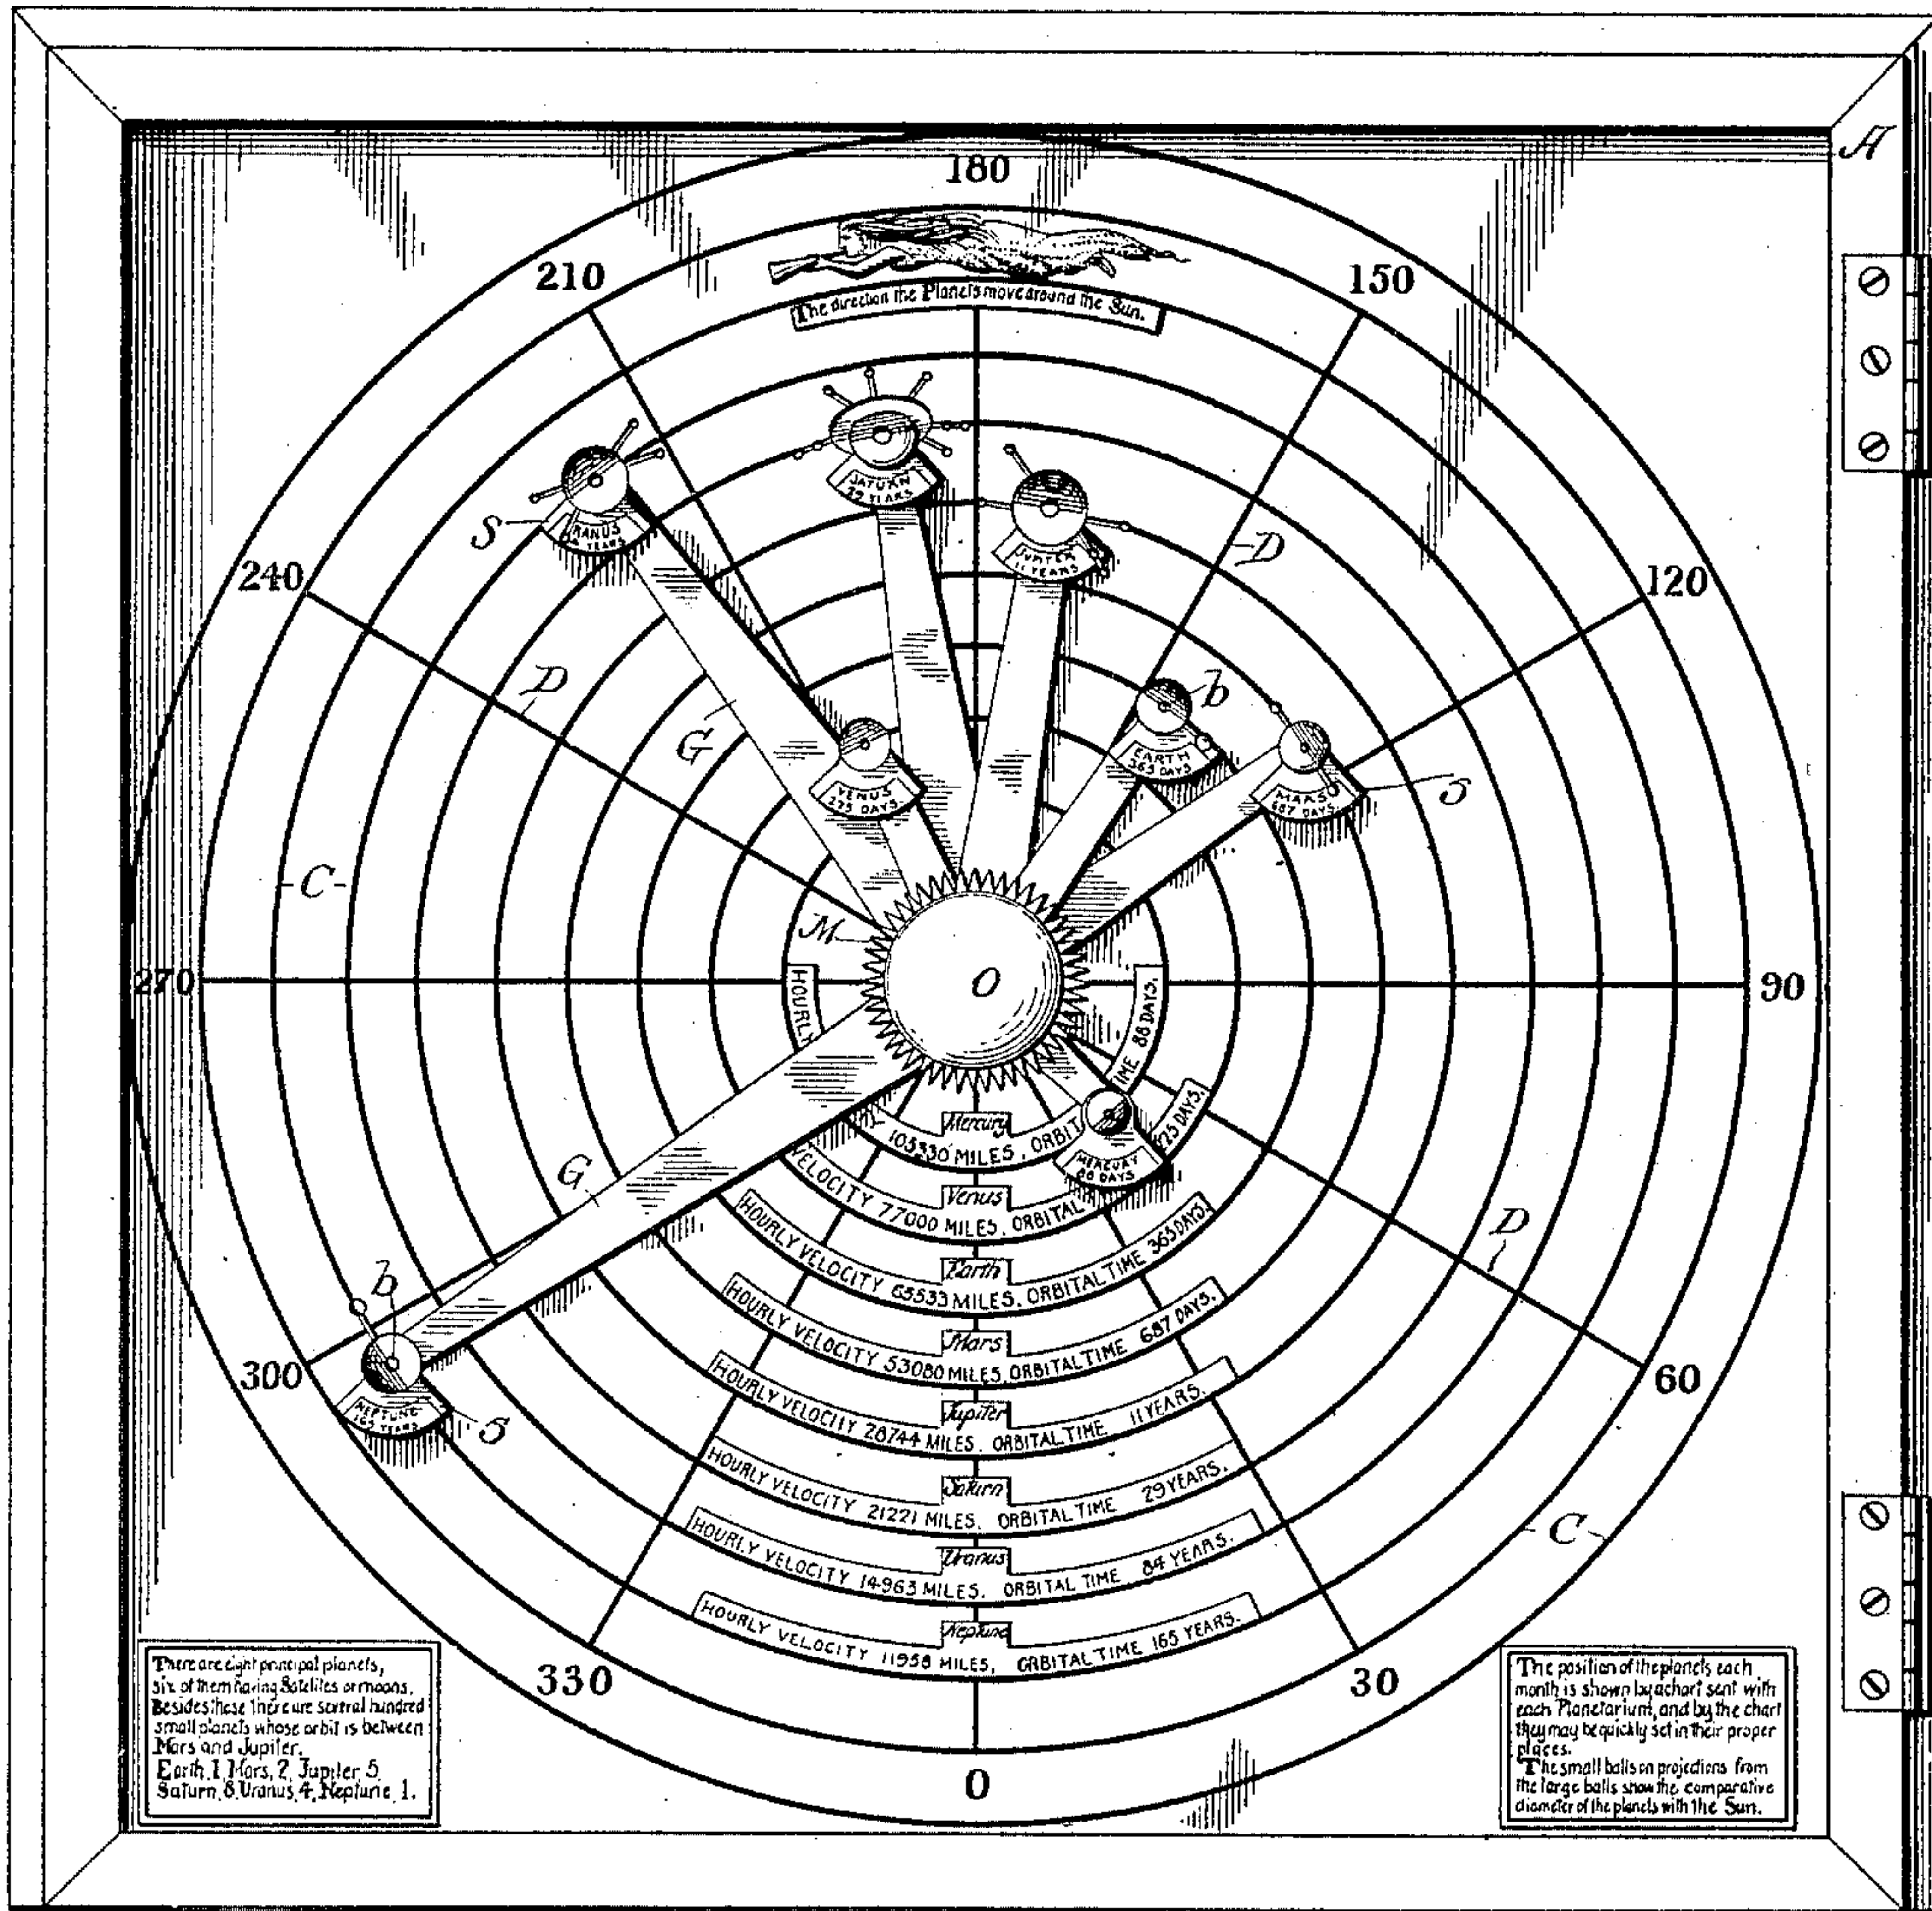 A
180
210
150
The direction the Planets move around the Sun.
SATURN
29 YEARS
S
RANUS
YEARS
JUPITER
11 YEARS
D
240
120
D
b
G
EARTH
365 DAYS
VENUS
225 DAYS.
MARS
687 DAYS.
S
C
M
270
HOURLY
O
IME 88 DAYS.
90
Mercury
105330 MILES, ORBIT
MERCURY
88 DAYS
Venus
VELOCITY 77000 MILES, ORBITAL
225 DAYS.
G
D
Earth
HOURLY VELOCITY 65533 MILES, ORBITAL TIME 365 DAYS.
b
Mars
HOURLY VELOCITY 53080 MILES, ORBITAL TIME 687 DAYS.
300
60
NEPTUNE
165 YEARS
S
Jupiter
HOURLY VELOCITY 28744 MILES. ORBITAL TIME 11 YEARS.
Saturn
HOURLY VELOCITY 21221 MILES. ORBITAL TIME 29 YEARS.
C
Uranus
HOURLY VELOCITY 14963 MILES. ORBITAL TIME 84 YEARS.
Neptune
HOURLY VELOCITY 11958 MILES, ORBITAL TIME 165 YEARS.
330
30
0
There are eight principal planets,
six of them having Satelites or moons.
Besides these there are several hundred
small planets whose orbit is between
Mars and Jupiter.
Earth, 1, Mars, 2, Jupiter 5,
Saturn, 8, Uranus, 4, Neptune, 1.
The position of the planets each
month is shown by a chart sent with
each Planetarium, and by the chart
they may be quickly set in their proper
places.
The small balls on projections from
the large balls show the comparative
diameter of the planets with the Sun.